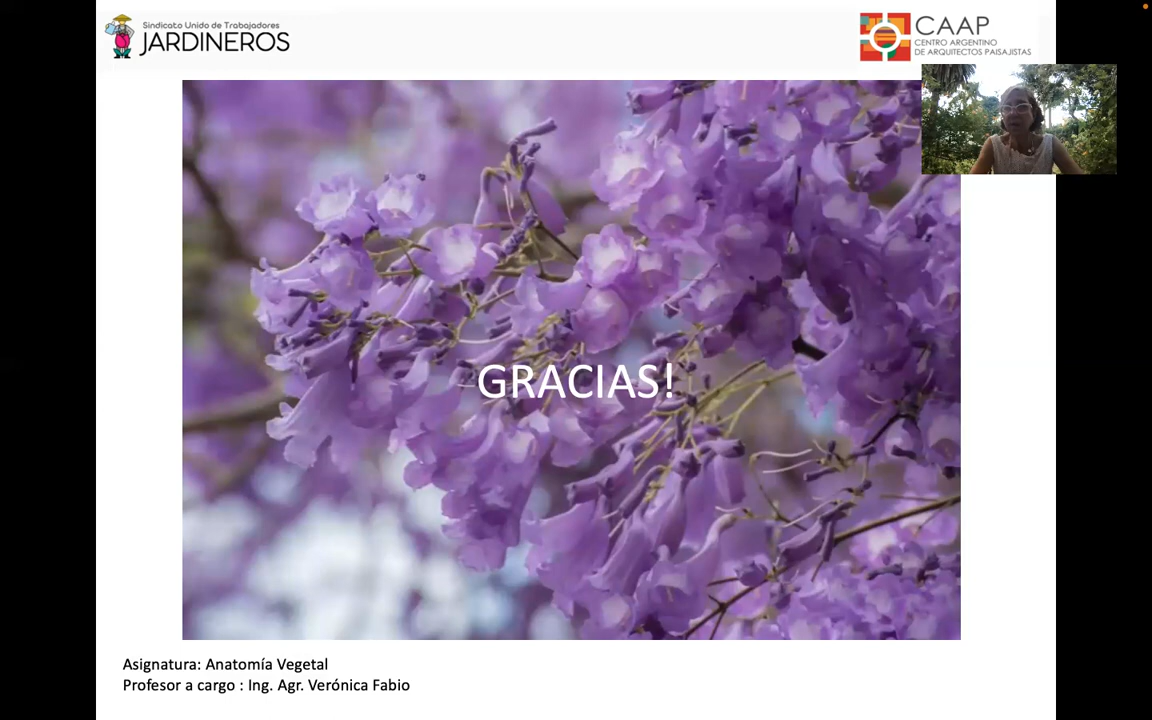 Sindicato Unido de Trabajadores
JARDINEROS
CAAP
CENTRO ARGENTINO
DE ARQUITECTOS PAISAJISTAS
GRACIAS!
Asignatura: Anatomía Vegetal
Profesor a cargo : Ing. Agr. Verónica Fabio